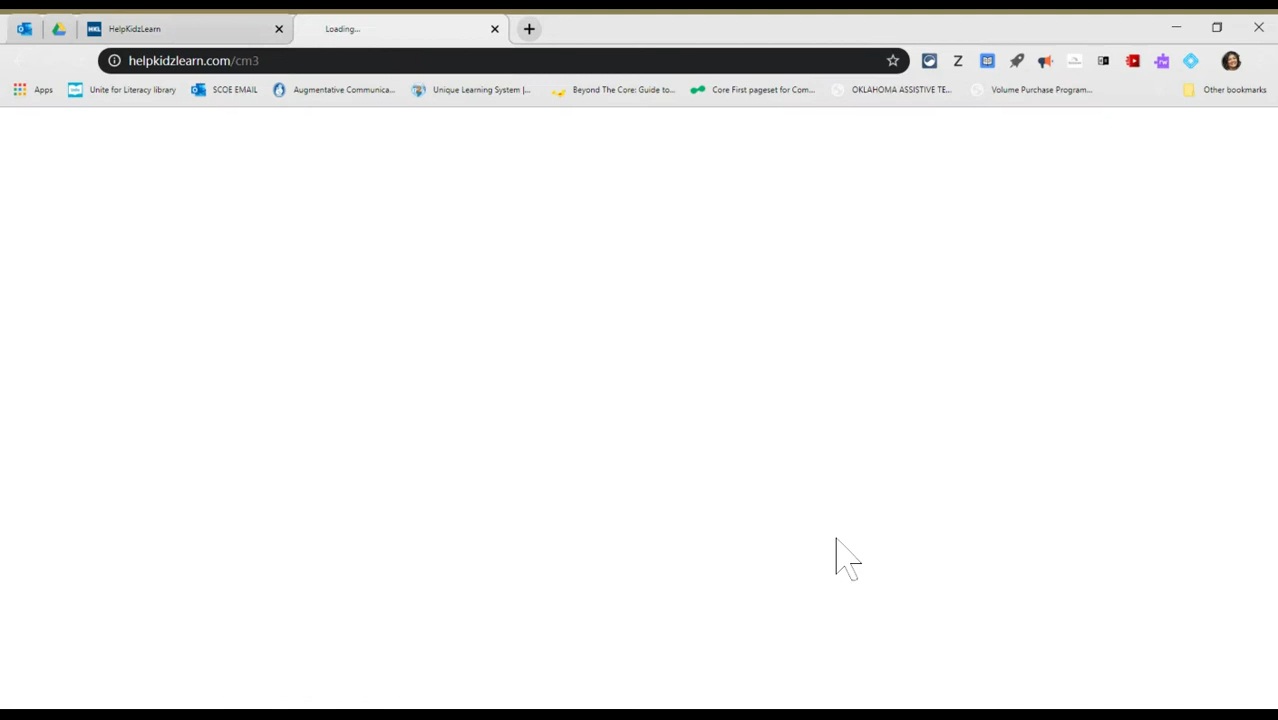 HKL HelpKidzLearn Loading...
helpkidzlearn.com/cm3
Apps Unite for Literacy library SCOE EMAIL Augmentative Communica... Unique Learning System |... Beyond The Core: Guide to... Core First pageset for Com... OKLAHOMA ASSISTIVE TE... Volume Purchase Program... Other bookmarks